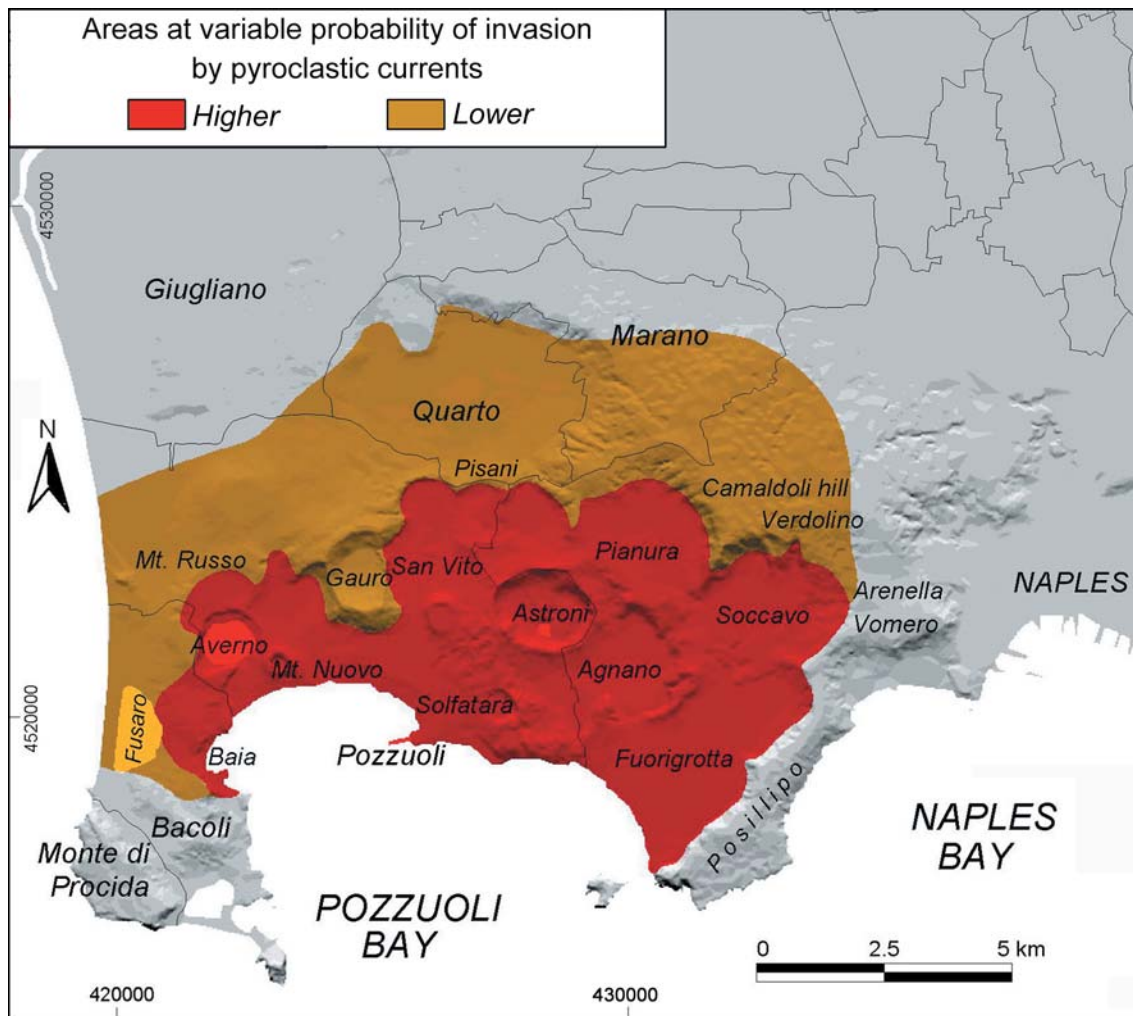 Areas at variable probability of invasion
by pyroclastic currents
Higher
Lower
4530000
Giugliano
Marano
Quarto
N
Pisani
Camaldoli hill
Verdolino
Mt. Russo
Gauro
San Vito
Pianura
Arenella
Vomero
NAPLES
Astroni
Soccavo
Averno
Mt. Nuovo
Agnano
4520000
Fusaro
Solfatara
Baia
Pozzuoli
Fuorigrotta
Posillipo
Bacoli
NAPLES
BAY
Monte di
Procida
POZZUOLI
BAY
0 2.5 5 km
420000
430000